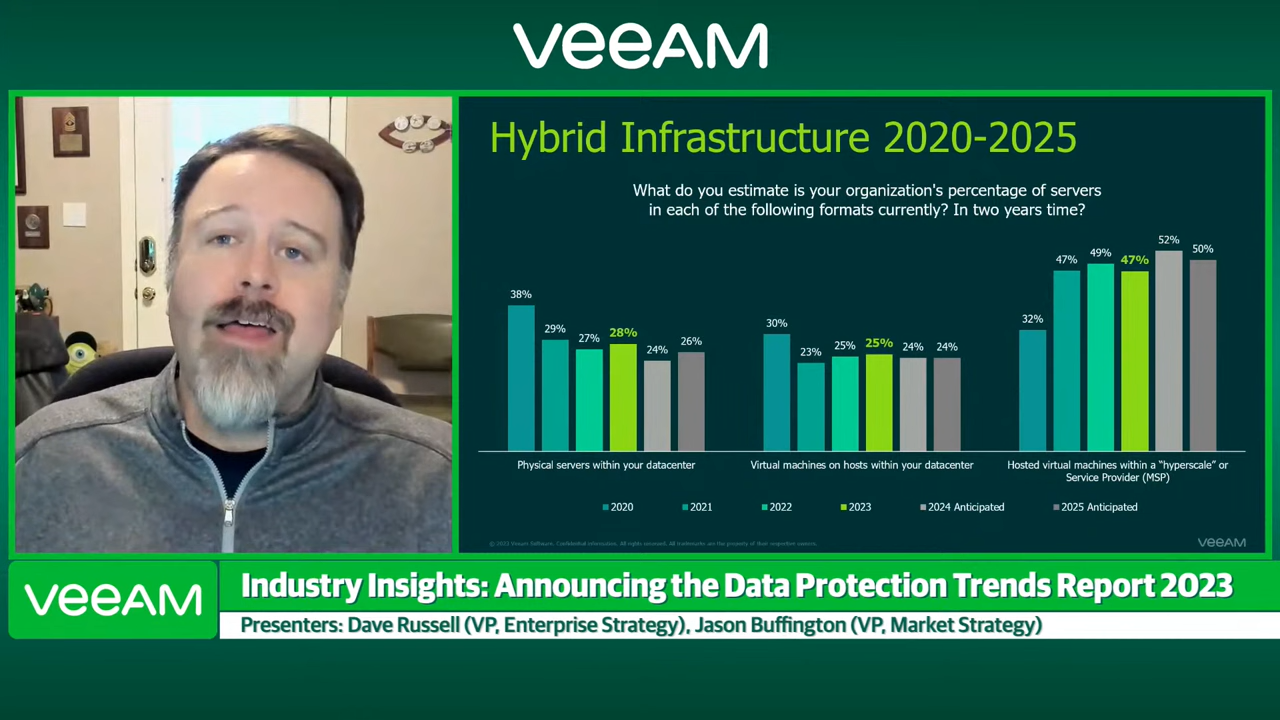 veeAM
Hybrid Infrastructure 2020-2025
What do you estimate is your organization's percentage of servers
in each of the following formats currently? In two years time?
38%
29%
27%
28%
24%
26%
30%
23%
25%
25%
24%
24%
32%
47%
49%
47%
52%
50%
Physical servers within your datacenter
Virtual machines on hosts within your datacenter
Hosted virtual machines within a “hyperscale” or
Service Provider (MSP)
2020
2021
2022
2023
2024 Anticipated
2025 Anticipated
veeAM
veeAM
Industry Insights: Announcing the Data Protection Trends Report 2023
Presenters: Dave Russell (VP, Enterprise Strategy), Jason Buffington (VP, Market Strategy)